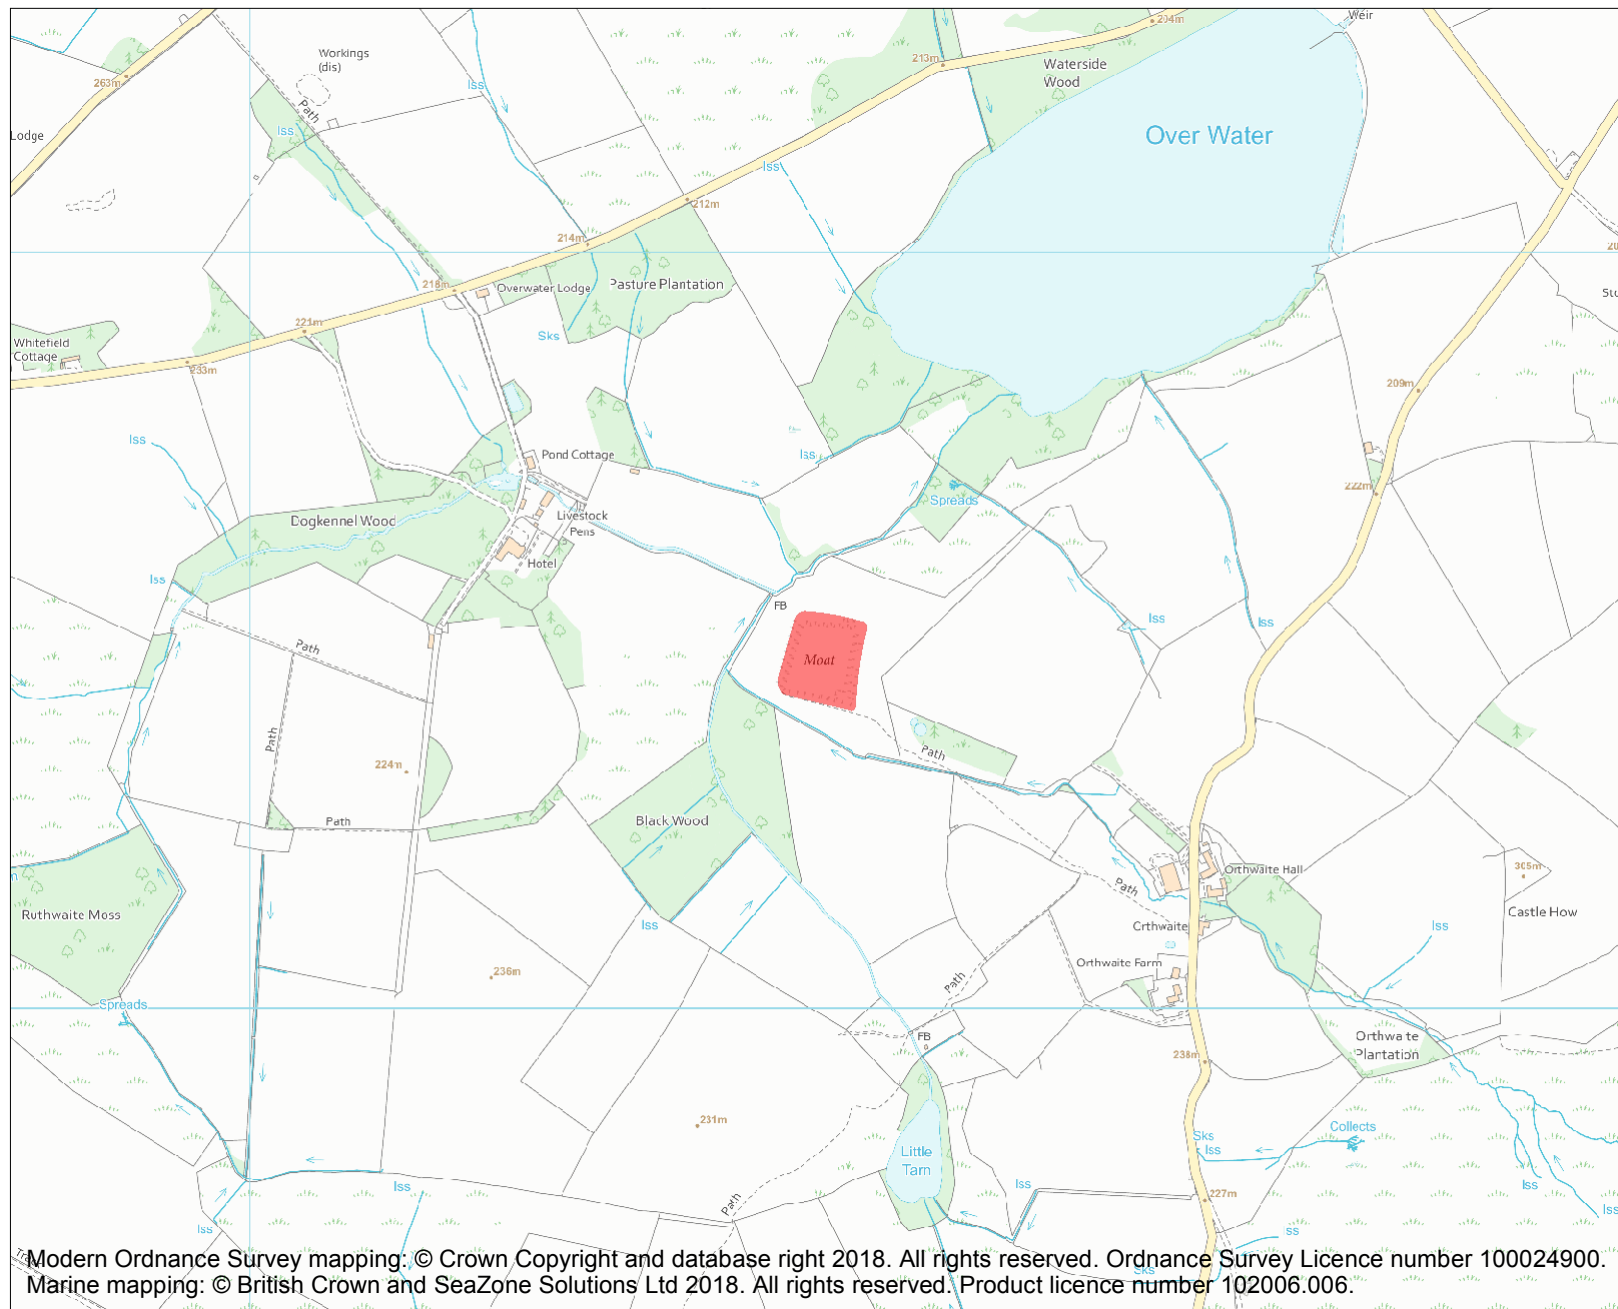 204m
Weir
Workings
(dis)
213m
Waterside
Wood
263m
Iss
Path
Iss
Lodge
Over Water
Iss
212m
214m
218m
Overwater Lodge
Pasture Plantation
221m
Sks
Whitefield
Cottage
233m
209m
Iss
Pond Cottage
Iss
222m
Spreads
Livestock
Pens
Dogkennel Wood
Hotel
Iss
FB
Iss
Iss
Path
Moat
Path
Path
224m
Path
Black Wood
305m
Orthwaite Hall
Path
Ruthwaite Moss
Castle How
Iss
Iss
Crthwaite
Orthwaite Farm
236m
Path
Spreads
FB
Orthwaite
Plantation
238m
231m
Collects
Sks
Iss
Little
Tarn
Iss
Iss
Iss
227m
Path
Iss
Iss
ss
Sks
Modern Ordnance Survey mapping: © Crown Copyright and database right 2018. All rights reserved. Ordnance Survey Licence number 100024900.
Marine mapping: © British Crown and SeaZone Solutions Ltd 2018. All rights reserved. Product licence number 102006.006.